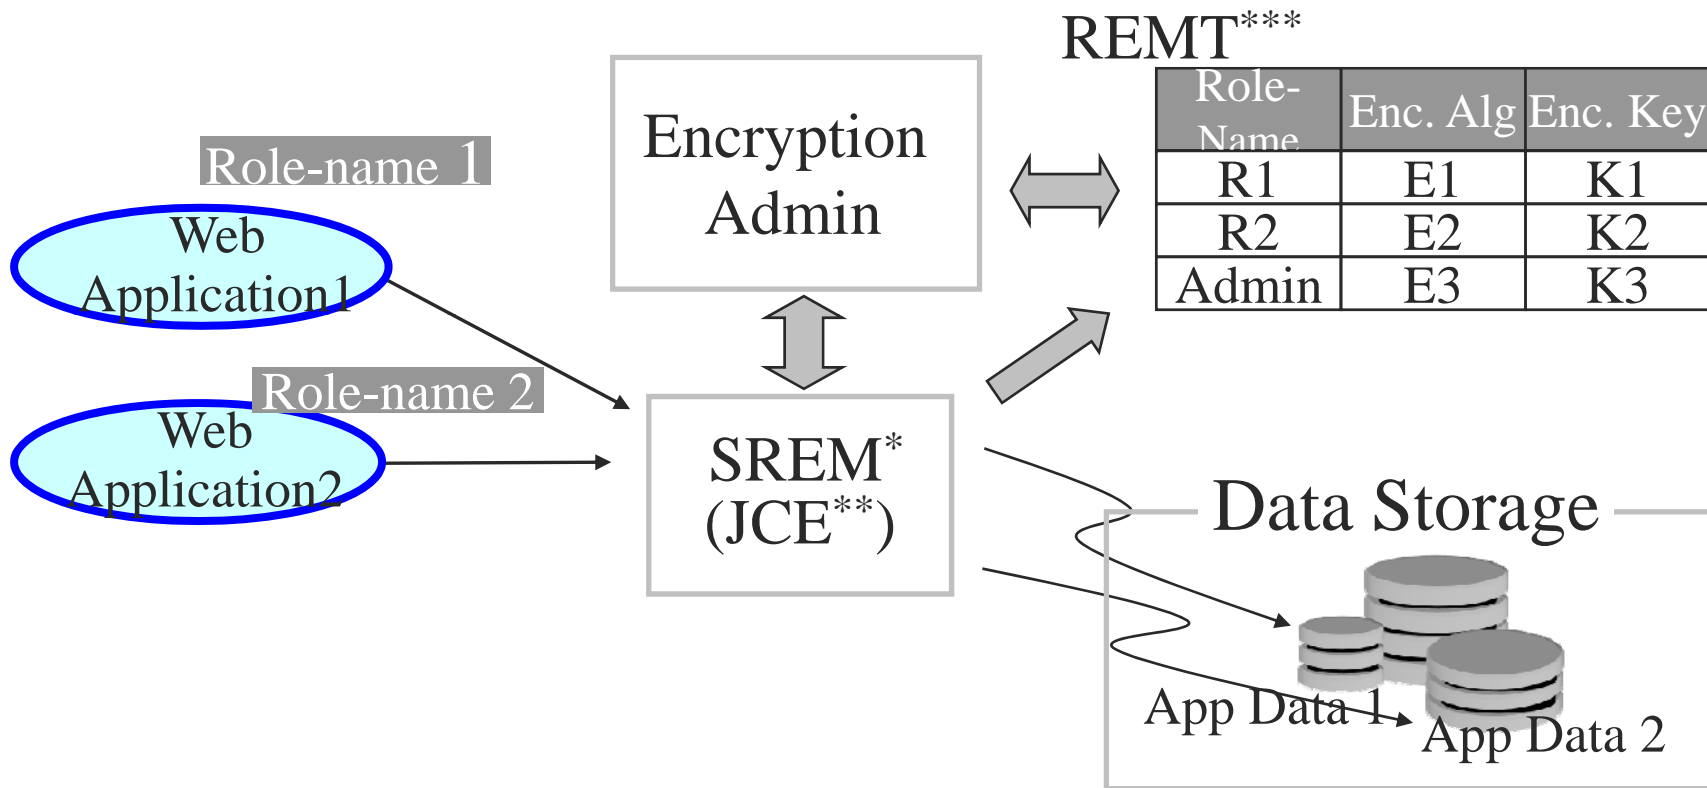 REMT***
Role-
Name
Enc. Alg
Enc. Key
R1
E1
K1
R2
E2
K2
Admin
E3
K3
Encryption
Admin
Role-name 1
Web
Application1
Role-name 2
Web
Application2
SREM*
(JCE**)
Data Storage
App Data 1
App Data 2